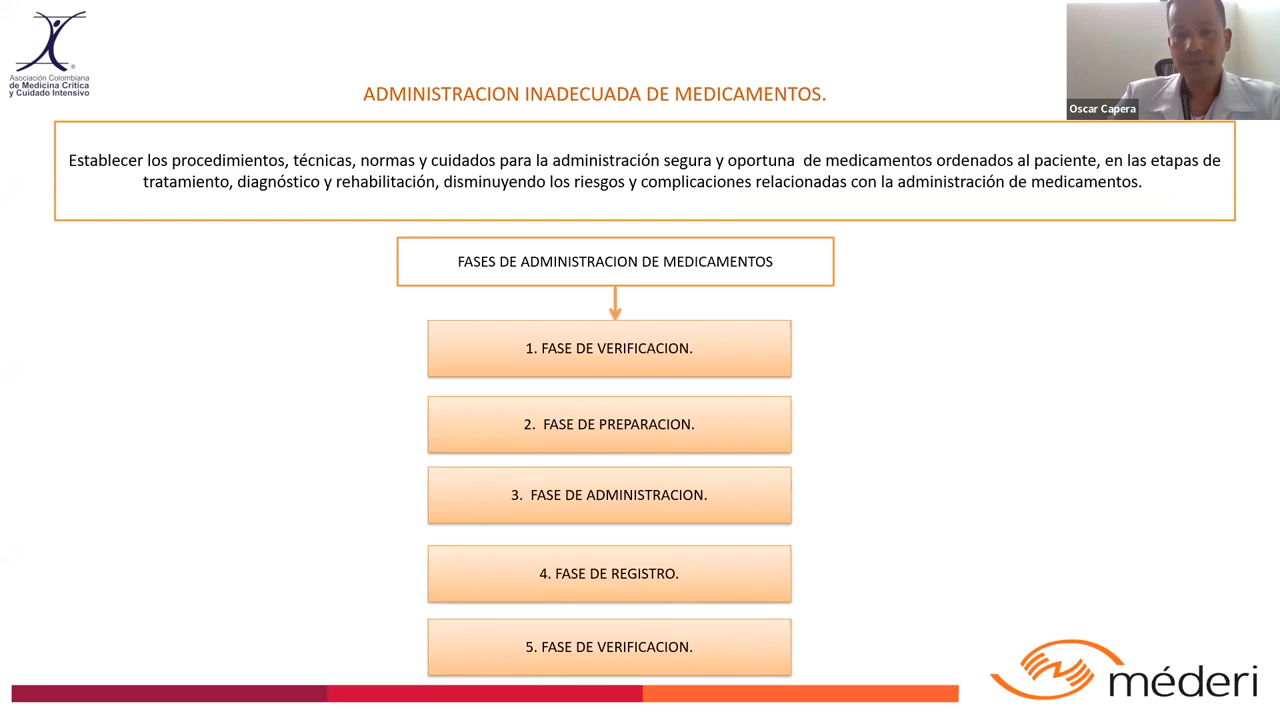 Asociación Colombiana
de Medicina Crítica
y Cuidado Intensivo
ADMINISTRACION INADECUADA DE MEDICAMENTOS.
Oscar Capera
Establecer los procedimientos, técnicas, normas y cuidados para la administración segura y oportuna de medicamentos ordenados al paciente, en las etapas de
tratamiento, diagnóstico y rehabilitación, disminuyendo los riesgos y complicaciones relacionadas con la administración de medicamentos.
FASES DE ADMINISTRACION DE MEDICAMENTOS
1. FASE DE VERIFICACION.
2. FASE DE PREPARACION.
3. FASE DE ADMINISTRACION.
4. FASE DE REGISTRO.
5. FASE DE VERIFICACION.
méderi